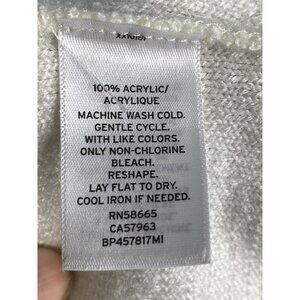 100% ACRYLIC/
ACRYLIQUE
MACHINE WASH COLD.
GENTLE CYCLE.
WITH LIKE COLORS.
ONLY NON-CHLORINE
BLEACH.
RESHAPE.
LAY FLAT TO DRY.
COOL IRON IF NEEDED.
RN58665
CA57963
BP457817MI